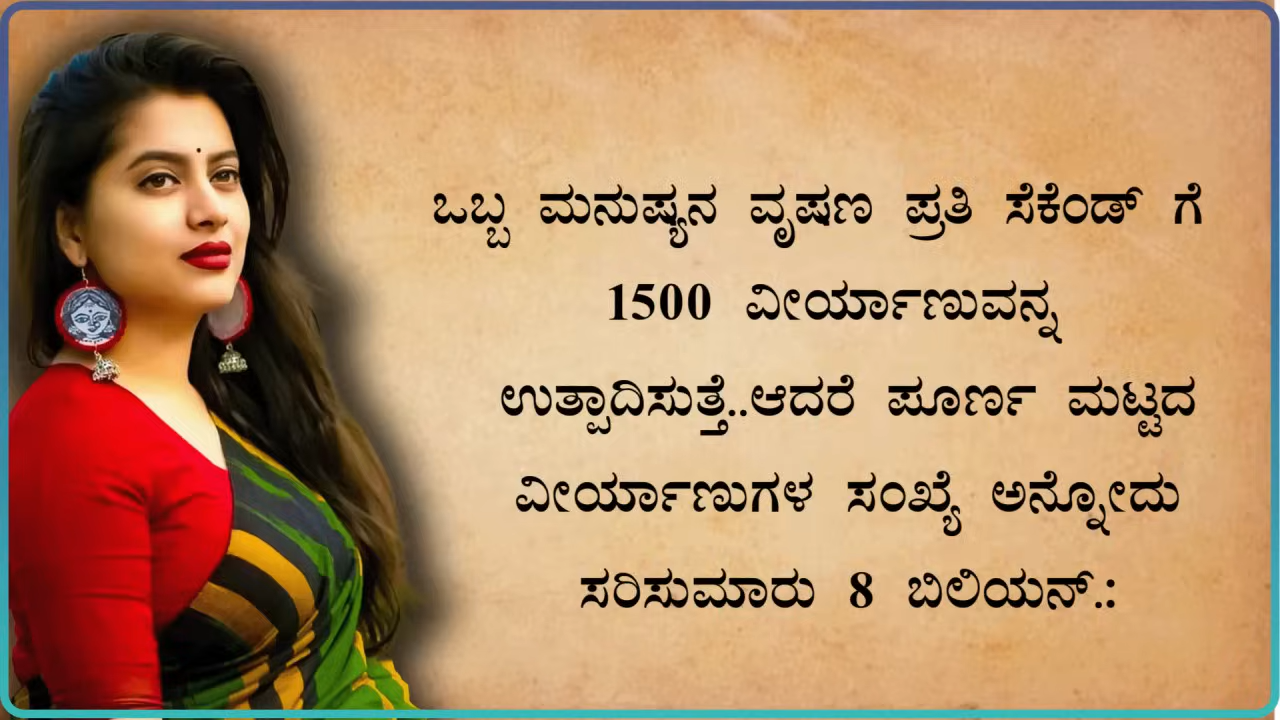 ಒಬ್ಬ ಮನುಷ್ಯನ ವೃಷಣ ಪ್ರತಿ ಸೆಕೆಂಡ್ ಗೆ
1500 ವೀರ್ಯಾಣುವನ್ನ
ಉತ್ಪಾದಿಸುತ್ತೆ..ಆದರೆ ಪೂರ್ಣ ಮಟ್ಟದ
ವೀರ್ಯಾಣುಗಳ ಸಂಖ್ಯೆ ಅನ್ನೋದು
ಸರಿಸುಮಾರು 8 ಬಿಲಿಯನ್.: